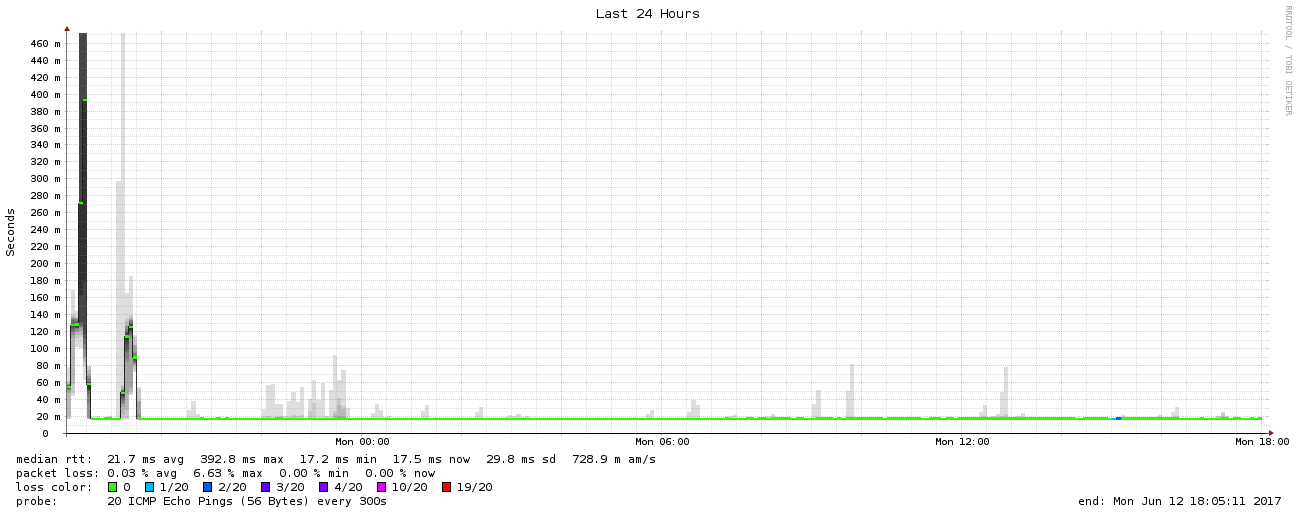 Last 24 Hours
RRDTOOL / TOBI OETIKER
Seconds
460 m
440 m
420 m
400 m
380 m
360 m
340 m
320 m
300 m
280 m
260 m
240 m
220 m
200 m
180 m
160 m
140 m
120 m
100 m
80 m
60 m
40 m
20 m
0
Mon 00:00 Mon 06:00 Mon 12:00 Mon 18:00
median rtt: 21.7 ms avg 392.8 ms max 17.2 ms min 17.5 ms now 29.8 ms sd 728.9 m am/s
packet loss: 0.03 % avg 6.63 % max 0.00 % min 0.00 % now
loss color: 0 1/20 2/20 3/20 4/20 10/20 19/20
probe: 20 ICMP Echo Pings (56 Bytes) every 300s end: Mon Jun 12 18:05:11 2017